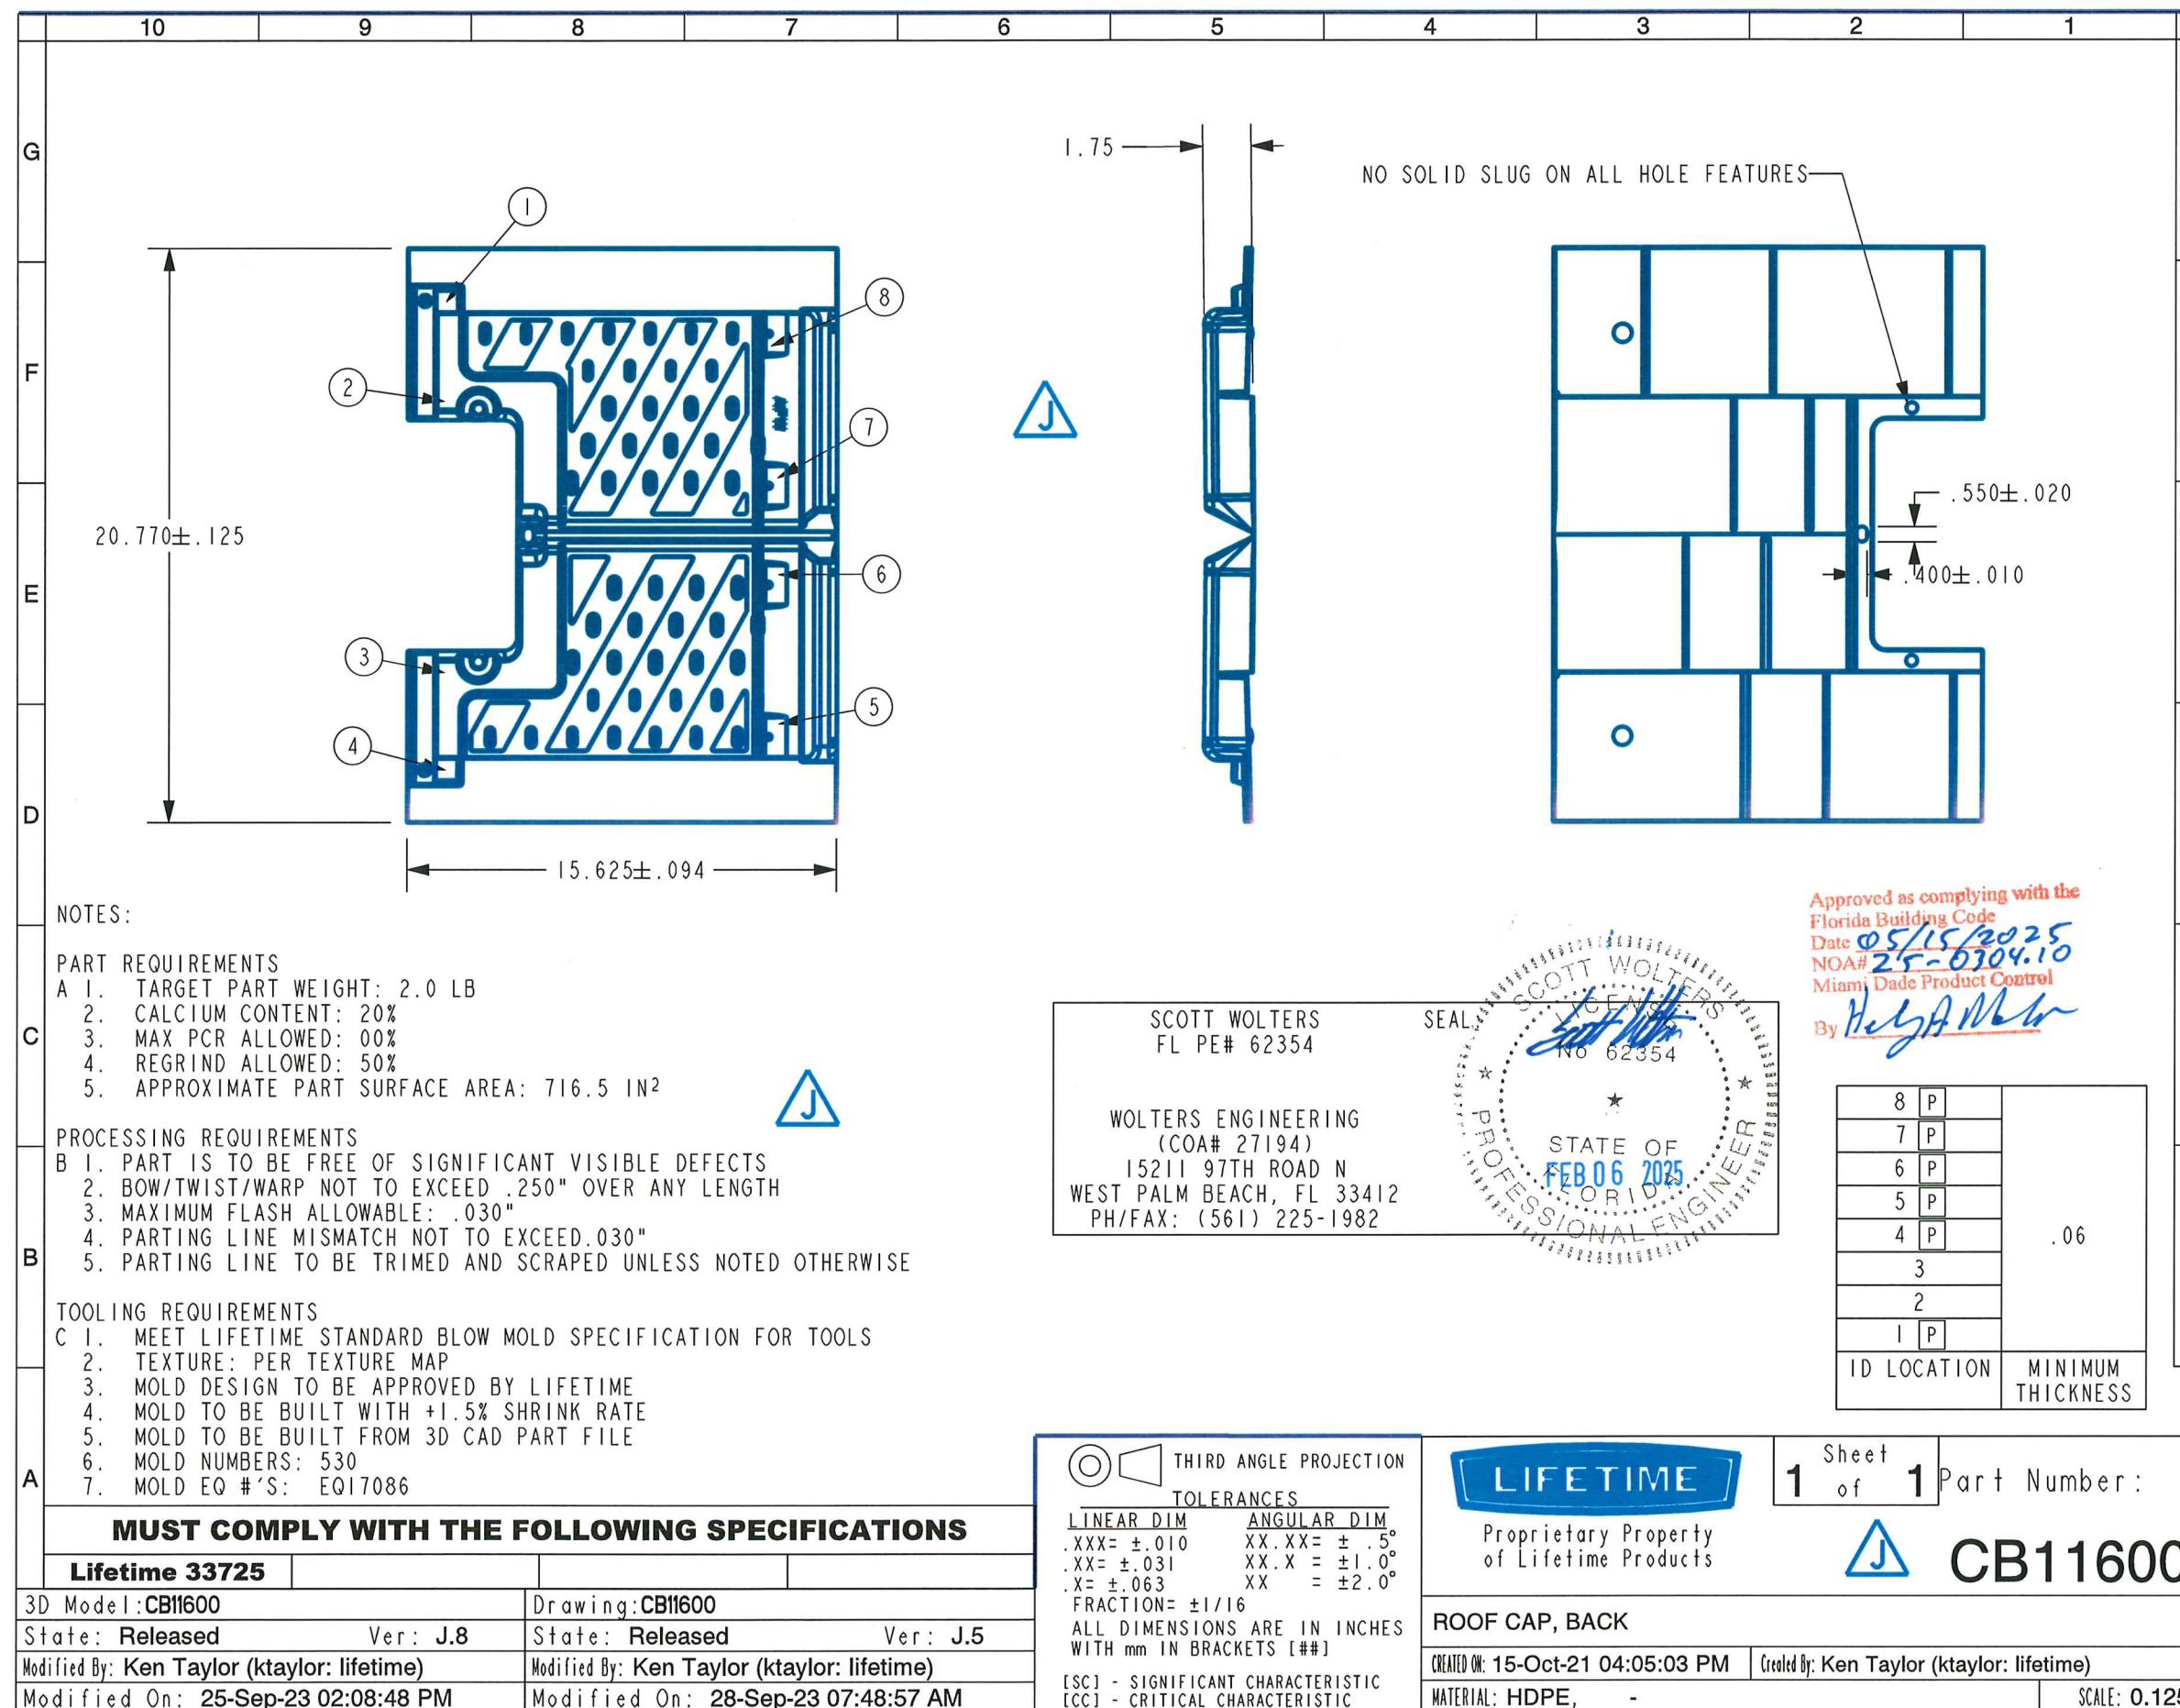 10 9 8 7 6 5 4 3 2 1
G
F
E
D
C
B
A
1
2
3
4
8
7
6
5
20.770±.125
15.625±.094
1.75
J
NO SOLID SLUG ON ALL HOLE FEATURES
.550±.020
.400±.010
NOTES:
PART REQUIREMENTS
A 1. TARGET PART WEIGHT: 2.0 LB
2. CALCIUM CONTENT: 20%
3. MAX PCR ALLOWED: 00%
4. REGRIND ALLOWED: 50%
5. APPROXIMATE PART SURFACE AREA: 716.5 IN²
J
PROCESSING REQUIREMENTS
B 1. PART IS TO BE FREE OF SIGNIFICANT VISIBLE DEFECTS
2. BOW/TWIST/WARP NOT TO EXCEED .250" OVER ANY LENGTH
3. MAXIMUM FLASH ALLOWABLE: .030"
4. PARTING LINE MISMATCH NOT TO EXCEED.030"
5. PARTING LINE TO BE TRIMED AND SCRAPED UNLESS NOTED OTHERWISE
TOOLING REQUIREMENTS
C 1. MEET LIFETIME STANDARD BLOW MOLD SPECIFICATION FOR TOOLS
2. TEXTURE: PER TEXTURE MAP
3. MOLD DESIGN TO BE APPROVED BY LIFETIME
4. MOLD TO BE BUILT WITH +1.5% SHRINK RATE
5. MOLD TO BE BUILT FROM 3D CAD PART FILE
6. MOLD NUMBERS: 530
7. MOLD EQ #'S: EQ17086
SCOTT WOLTERS
FL PE# 62354
WOLTERS ENGINEERING
(COA# 27194)
15211 97TH ROAD N
WEST PALM BEACH, FL 33412
PH/FAX: (561) 225-1982
SEAL
SCOTT WOLTERS
No 62354
STATE OF
FEB 06 2025
FLORIDA
PROFESSIONAL ENGINEER
Approved as complying with the
Florida Building Code
Date 05/15/2025
NOA# 25-0304.10
Miami Dade Product Control
By
8 P
7 P
6 P
5 P
4 P
3
2
1 P
.06
ID LOCATION
MINIMUM
THICKNESS
MUST COMPLY WITH THE FOLLOWING SPECIFICATIONS
Lifetime 33725
3D Model:CB11600
State: Released Ver: J.8
Modified By: Ken Taylor (ktaylor: lifetime)
Modified On: 25-Sep-23 02:08:48 PM
Drawing:CB11600
State: Released Ver: J.5
Modified By: Ken Taylor (ktaylor: lifetime)
Modified On: 28-Sep-23 07:48:57 AM
THIRD ANGLE PROJECTION
TOLERANCES
LINEAR DIM ANGULAR DIM
.XXX= ±.010 XX.XX= ± .5°
.XX= ±.031 XX.X = ±1.0°
.X= ±.063 XX = ±2.0°
FRACTION= ±1/16
ALL DIMENSIONS ARE IN INCHES
WITH mm IN BRACKETS [##]
[SC] - SIGNIFICANT CHARACTERISTIC
[CC] - CRITICAL CHARACTERISTIC
LIFETIME
Proprietary Property
of Lifetime Products
Sheet
1 of 1
Part Number:
J
CB11600
ROOF CAP, BACK
CREATED ON: 15-Oct-21 04:05:03 PM
Created By: Ken Taylor (ktaylor: lifetime)
MATERIAL: HDPE, -
SCALE: 0.125